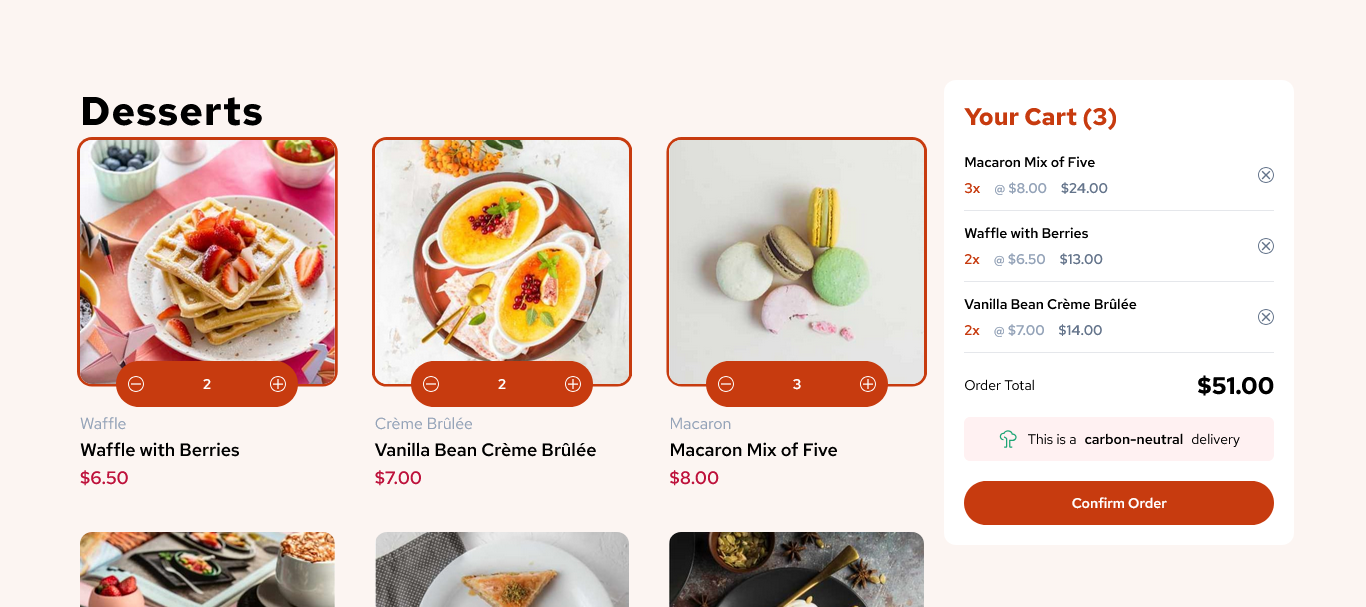 Desserts
2
Waffle
Waffle with Berries
$6.50
2
Crème Brûlée
Vanilla Bean Crème Brûlée
$7.00
3
Macaron
Macaron Mix of Five
$8.00
Your Cart (3)
Macaron Mix of Five
3x @ $8.00 $24.00
Waffle with Berries
2x @ $6.50 $13.00
Vanilla Bean Crème Brûlée
2x @ $7.00 $14.00
Order Total $51.00
This is a carbon-neutral delivery
Confirm Order